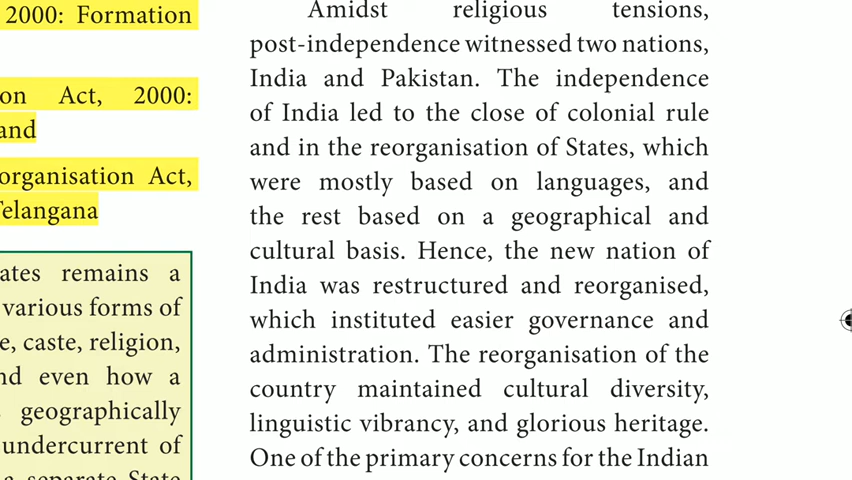 2000: Formation
on Act, 2000:
and
organisation Act,
Telangana
ates remains a
various forms of
e, caste, religion,
nd even how a
geographically
undercurrent of
a separate State
Amidst religious tensions,
post-independence witnessed two nations,
India and Pakistan. The independence
of India led to the close of colonial rule
and in the reorganisation of States, which
were mostly based on languages, and
the rest based on a geographical and
cultural basis. Hence, the new nation of
India was restructured and reorganised,
which instituted easier governance and
administration. The reorganisation of the
country maintained cultural diversity,
linguistic vibrancy, and glorious heritage.
One of the primary concerns for the Indian